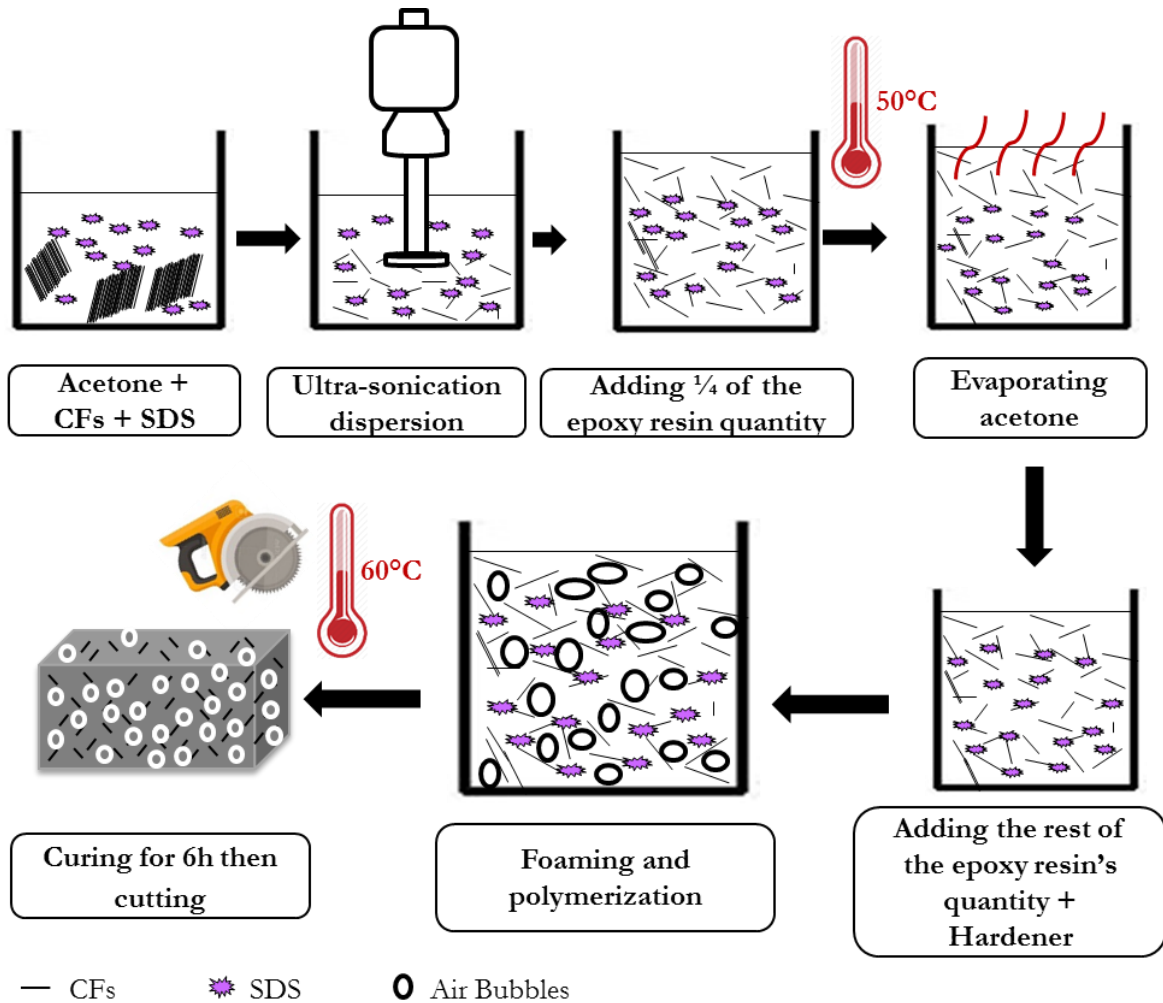 50°C
Acetone +
CFs + SDS
Ultra-sonication
dispersion
Adding ¼ of the
epoxy resin quantity
Evaporating
acetone
Adding the rest of
the epoxy resin's
quantity +
Hardener
Foaming and
polymerization
60°C
Curing for 6h then
cutting
CFs
SDS
Air Bubbles